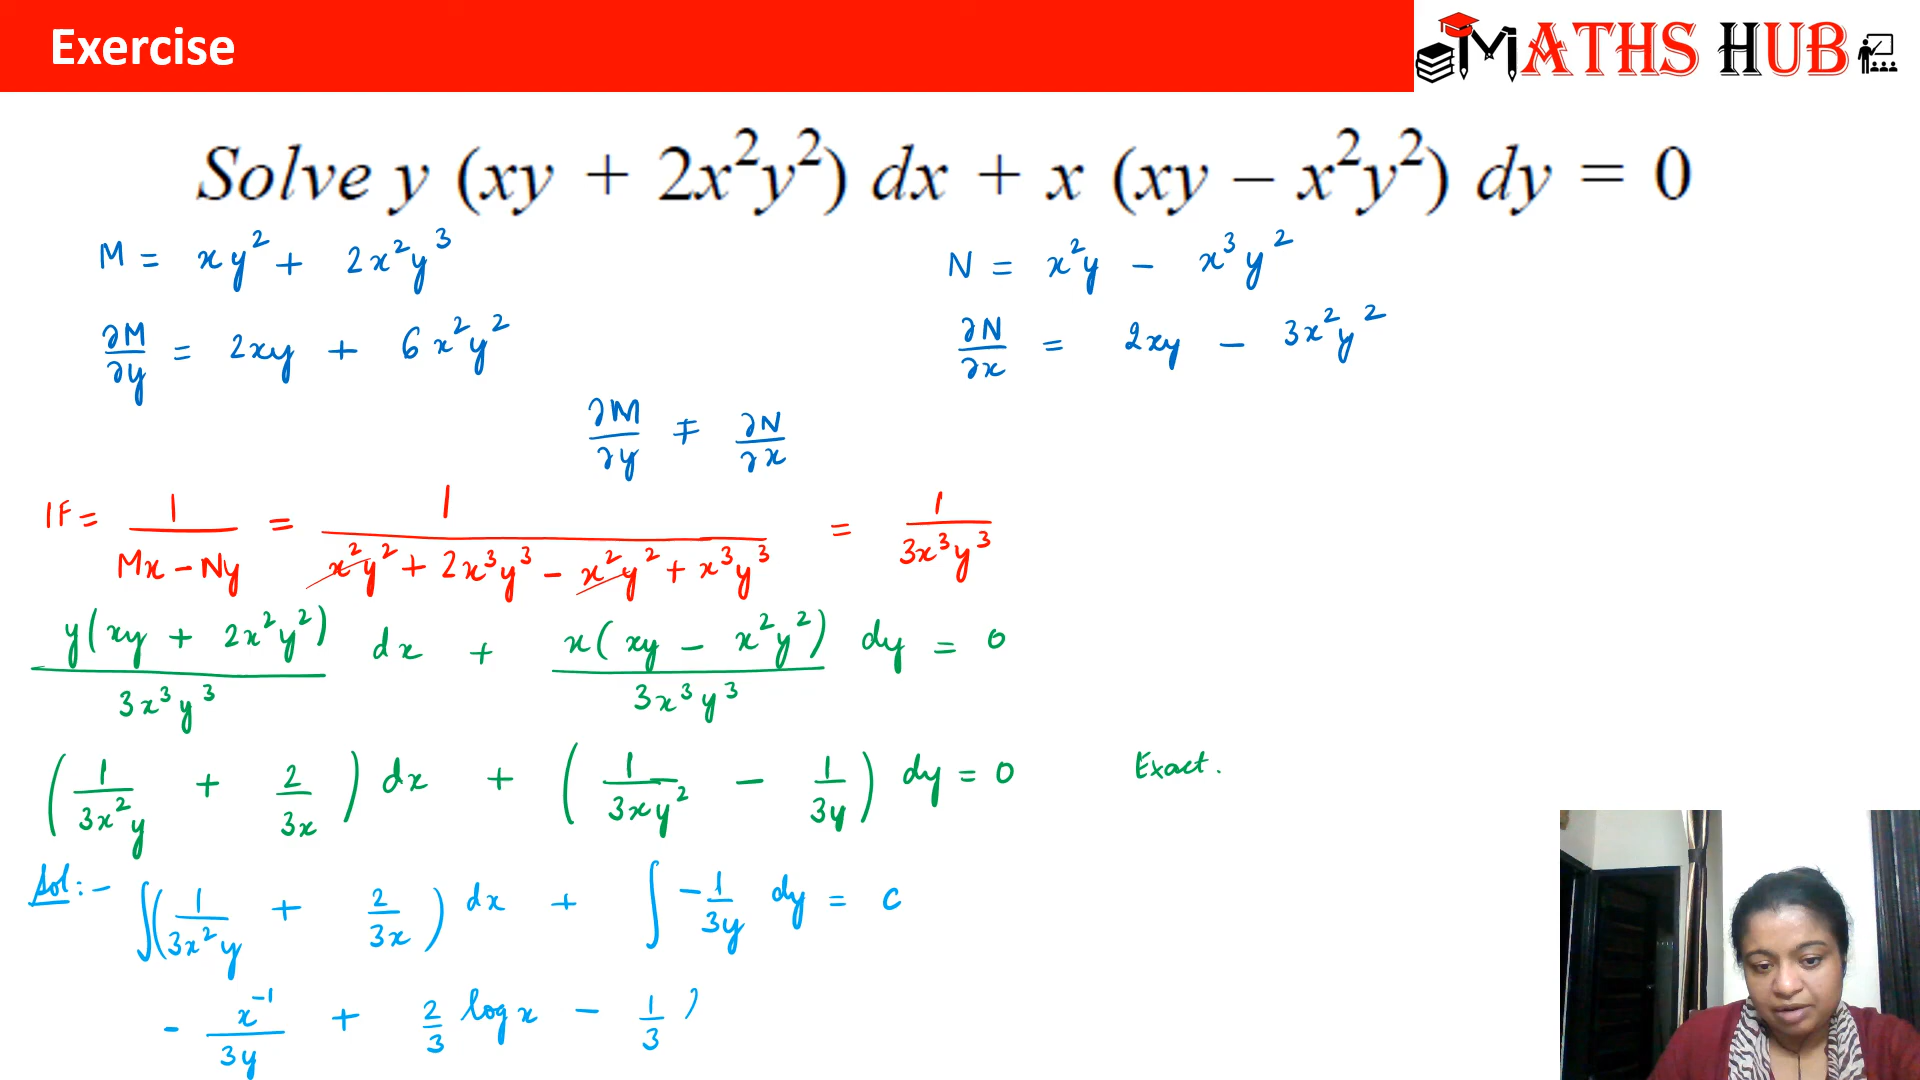 Exercise
MATHS HUB
Solve y (xy + 2x²y²) dx + x (xy − x²y²) dy = 0
M = xy² + 2x²y³
N = x²y − x³y²
∂M/∂y = 2xy + 6x²y²
∂N/∂x = 2xy − 3x²y²
∂M/∂y ≠ ∂N/∂x
IF = 1/(Mx − Ny) = 1/(x²y² + 2x³y³ − x²y² + x³y³) = 1/(3x³y³)
y(xy + 2x²y²)/(3x³y³) dx + x(xy − x²y²)/(3x³y³) dy = 0
(1/(3x²y) + 2/(3x)) dx + (1/(3xy²) − 1/(3y)) dy = 0 Exact.
Sol:- ∫(1/(3x²y) + 2/(3x)) dx + ∫ −1/(3y) dy = c
− x⁻¹/(3y) + 2/3 log x − 1/3